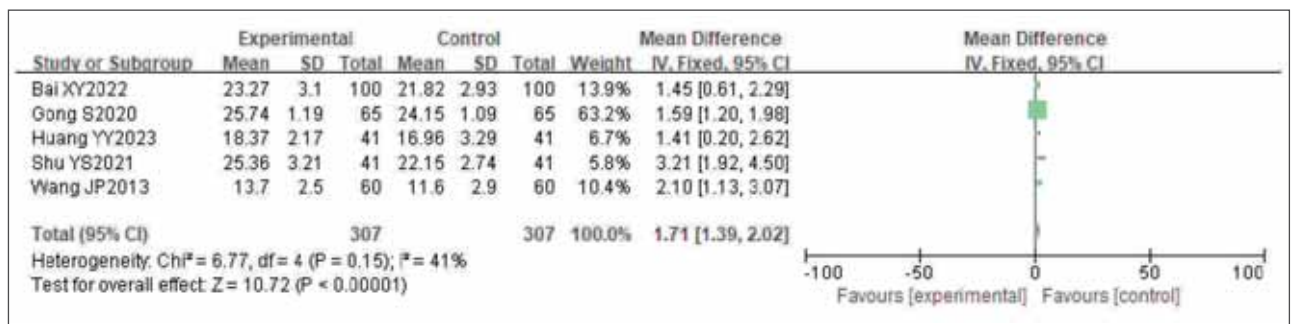 Experimental Control Mean Difference Mean Difference
Study or Subgroup Mean SD Total Mean SD Total Weight IV, Fixed, 95% CI IV, Fixed, 95% CI
Bai XY2022 23.27 3.1 100 21.82 2.93 100 13.9% 1.45 [0.61, 2.29]
Gong S2020 25.74 1.19 65 24.15 1.09 65 63.2% 1.59 [1.20, 1.98]
Huang YY2023 18.37 2.17 41 16.96 3.29 41 6.7% 1.41 [0.20, 2.62]
Shu YS2021 25.36 3.21 41 22.15 2.74 41 5.8% 3.21 [1.92, 4.50]
Wang JP2013 13.7 2.5 60 11.6 2.9 60 10.4% 2.10 [1.13, 3.07]
Total (95% CI) 307 307 100.0% 1.71 [1.39, 2.02]
Heterogeneity: Chi² = 6.77, df = 4 (P = 0.15); I² = 41%
Test for overall effect: Z = 10.72 (P < 0.00001)
-100 -50 0 50 100
Favours [experimental] Favours [control]